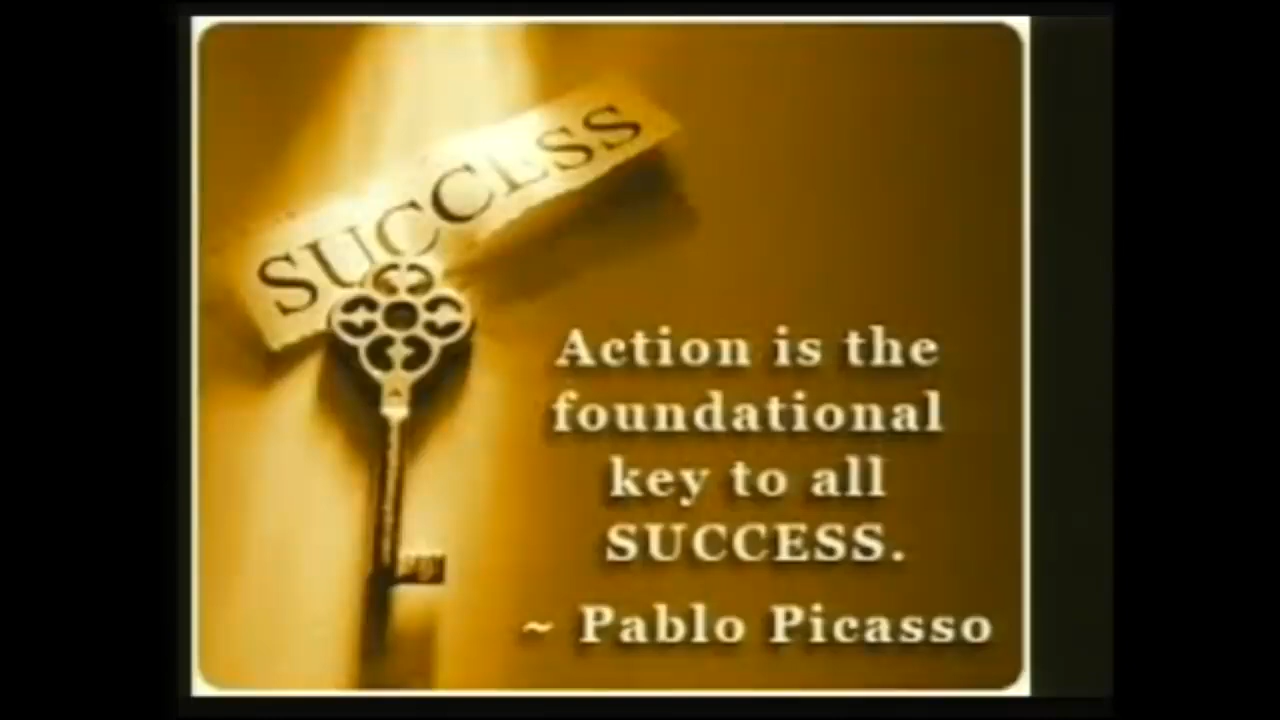 SUCCESS
Action is the
foundational
key to all
SUCCESS.
~ Pablo Picasso